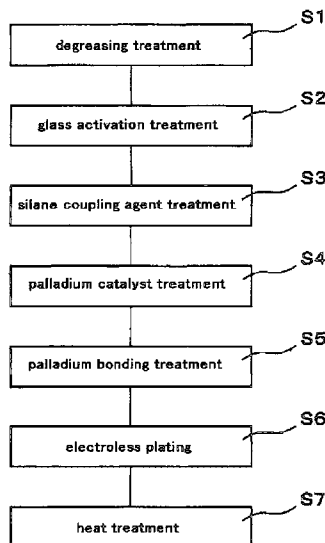 S1
degreasing treatment
S2
glass activation treatment
S3
silane coupling agent treatment
S4
palladium catalyst treatment
S5
palladium bonding treatment
S6
electroless plating
S7
heat treatment